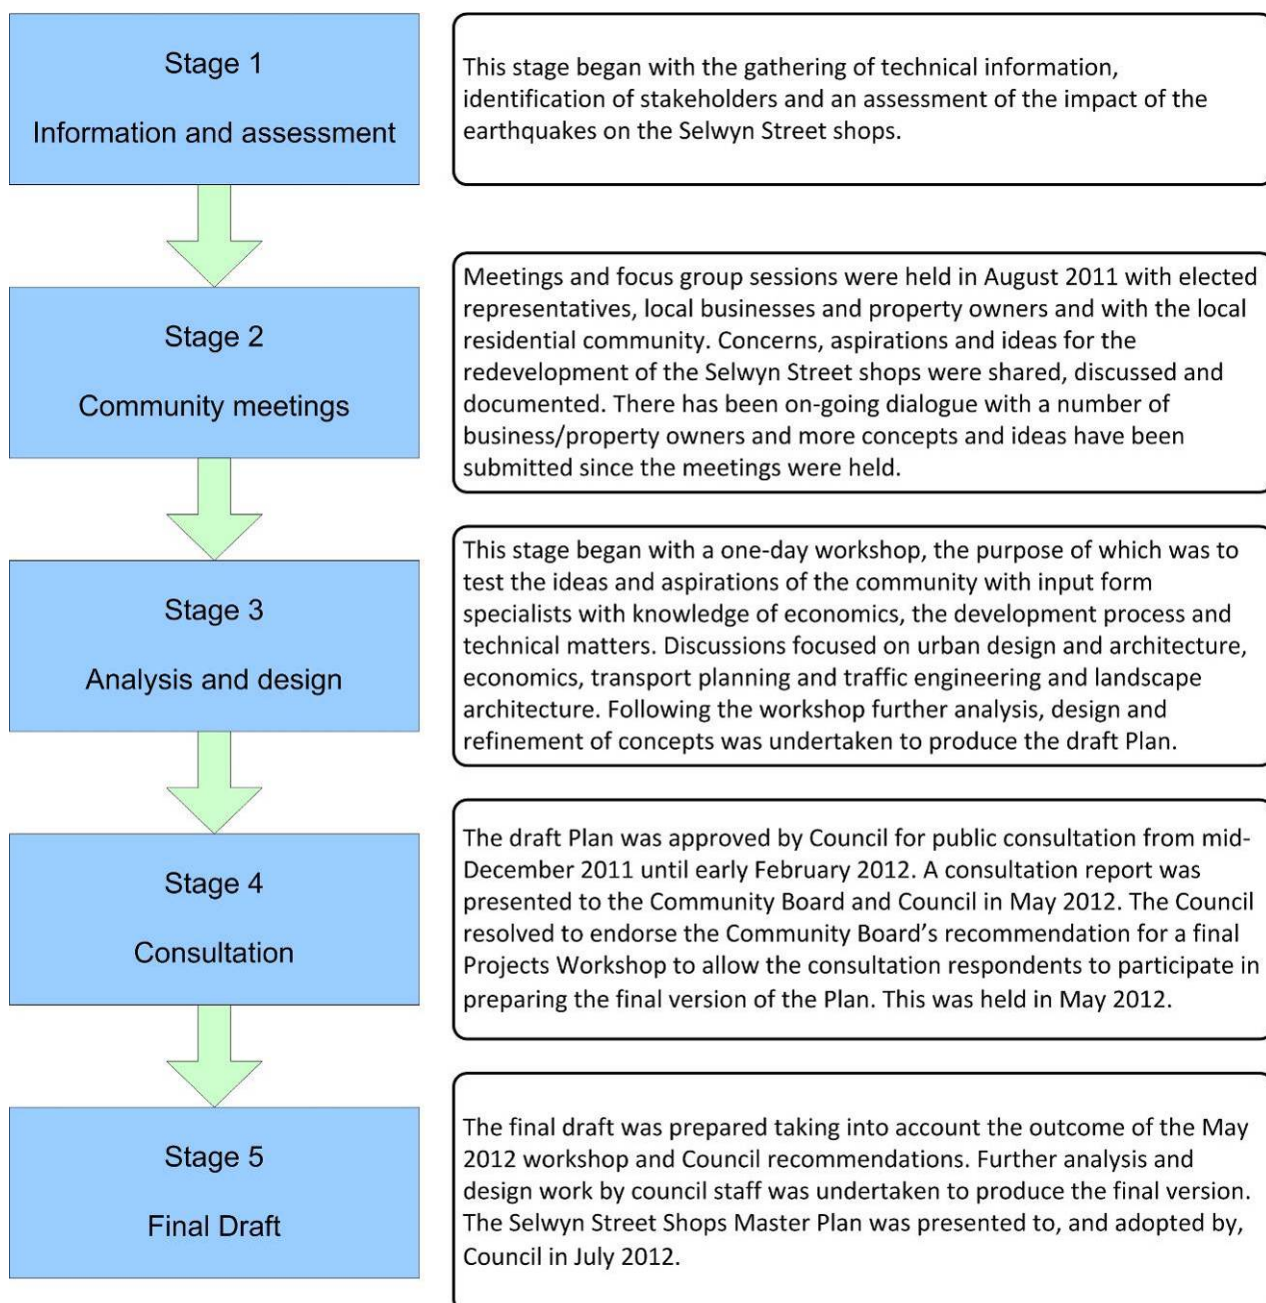 Stage 1
Information and assessment
This stage began with the gathering of technical information,
identification of stakeholders and an assessment of the impact of the
earthquakes on the Selwyn Street shops.
Stage 2
Community meetings
Meetings and focus group sessions were held in August 2011 with elected
representatives, local businesses and property owners and with the local
residential community. Concerns, aspirations and ideas for the
redevelopment of the Selwyn Street shops were shared, discussed and
documented. There has been on-going dialogue with a number of
business/property owners and more concepts and ideas have been
submitted since the meetings were held.
Stage 3
Analysis and design
This stage began with a one-day workshop, the purpose of which was to
test the ideas and aspirations of the community with input form
specialists with knowledge of economics, the development process and
technical matters. Discussions focused on urban design and architecture,
economics, transport planning and traffic engineering and landscape
architecture. Following the workshop further analysis, design and
refinement of concepts was undertaken to produce the draft Plan.
Stage 4
Consultation
The draft Plan was approved by Council for public consultation from mid-
December 2011 until early February 2012. A consultation report was
presented to the Community Board and Council in May 2012. The Council
resolved to endorse the Community Board's recommendation for a final
Projects Workshop to allow the consultation respondents to participate in
preparing the final version of the Plan. This was held in May 2012.
Stage 5
Final Draft
The final draft was prepared taking into account the outcome of the May
2012 workshop and Council recommendations. Further analysis and
design work by council staff was undertaken to produce the final version.
The Selwyn Street Shops Master Plan was presented to, and adopted by,
Council in July 2012.